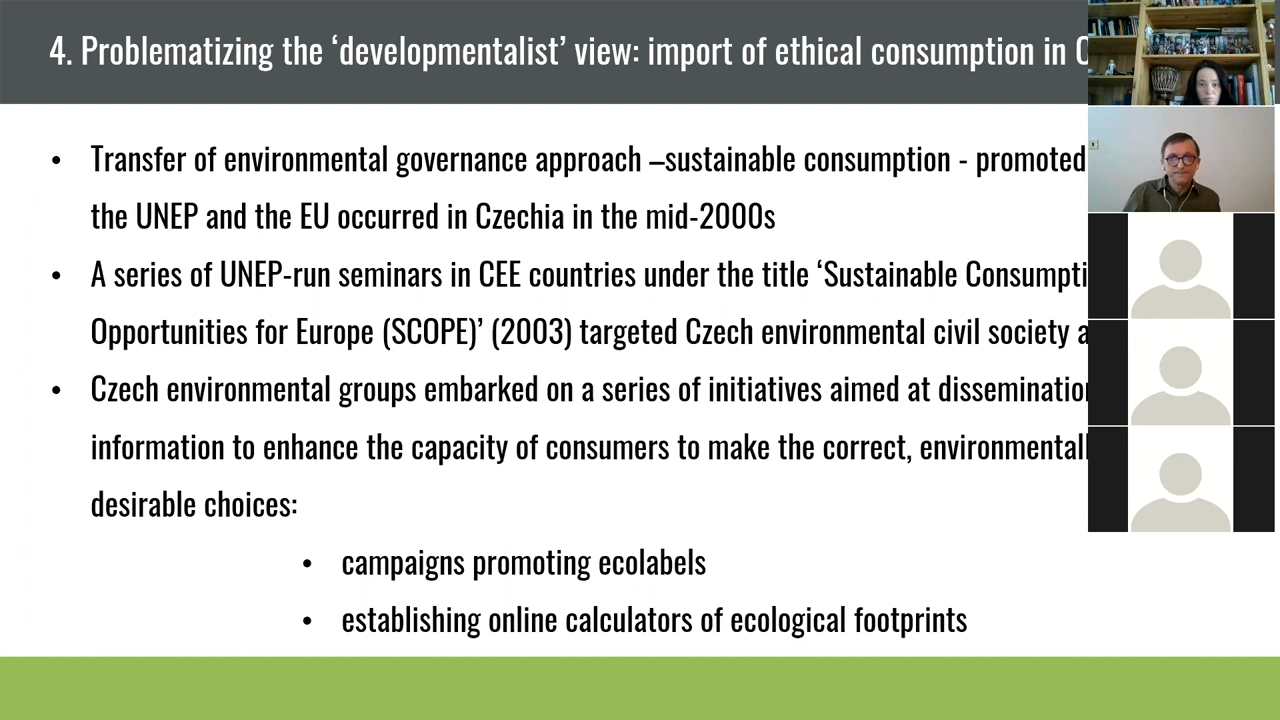 4. Problematizing the ‘developmentalist’ view: import of ethical consumption in
• Transfer of environmental governance approach –sustainable consumption - promoted
the UNEP and the EU occurred in Czechia in the mid-2000s
• A series of UNEP-run seminars in CEE countries under the title ‘Sustainable Consumpti
Opportunities for Europe (SCOPE)’ (2003) targeted Czech environmental civil society a
• Czech environmental groups embarked on a series of initiatives aimed at dissemination
information to enhance the capacity of consumers to make the correct, environmentall
desirable choices:
• campaigns promoting ecolabels
• establishing online calculators of ecological footprints